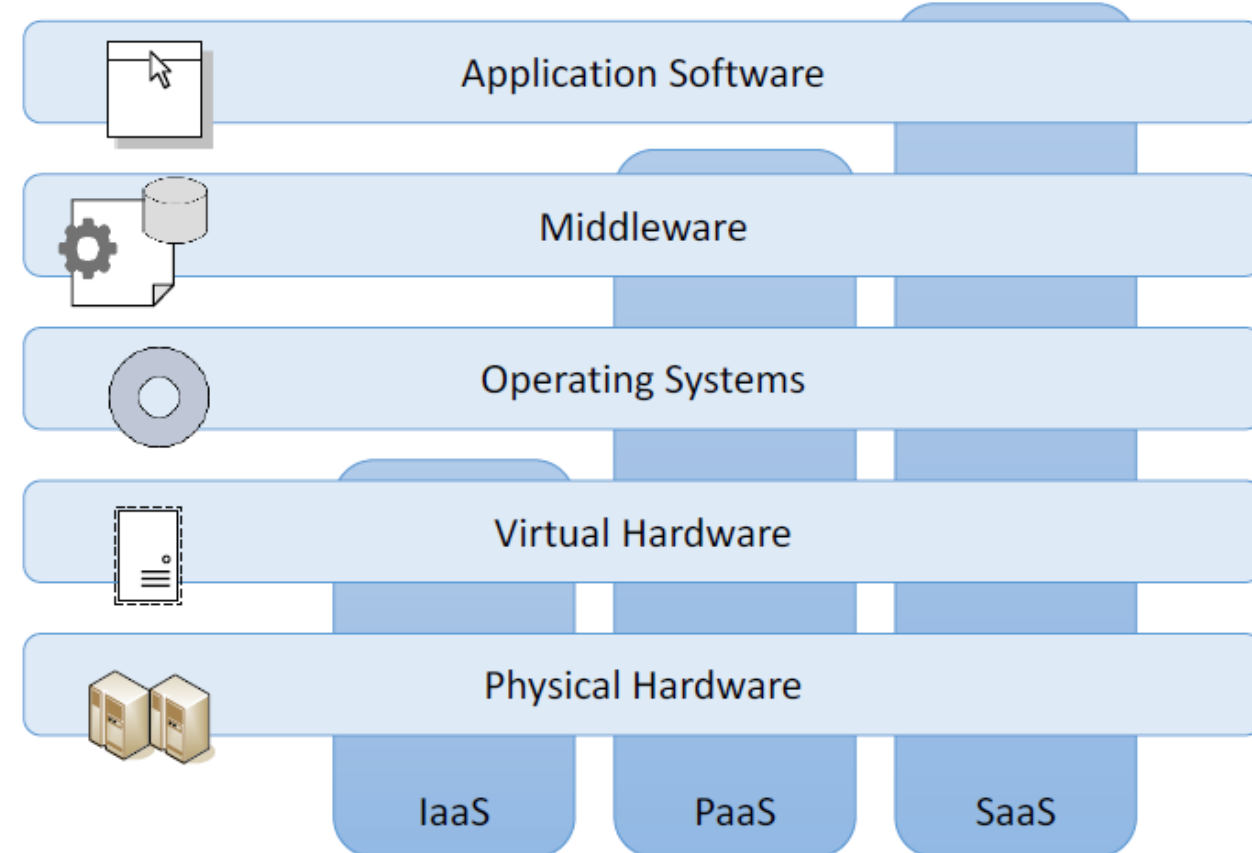 Application Software
Middleware
Operating Systems
Virtual Hardware
Physical Hardware
IaaS
PaaS
SaaS